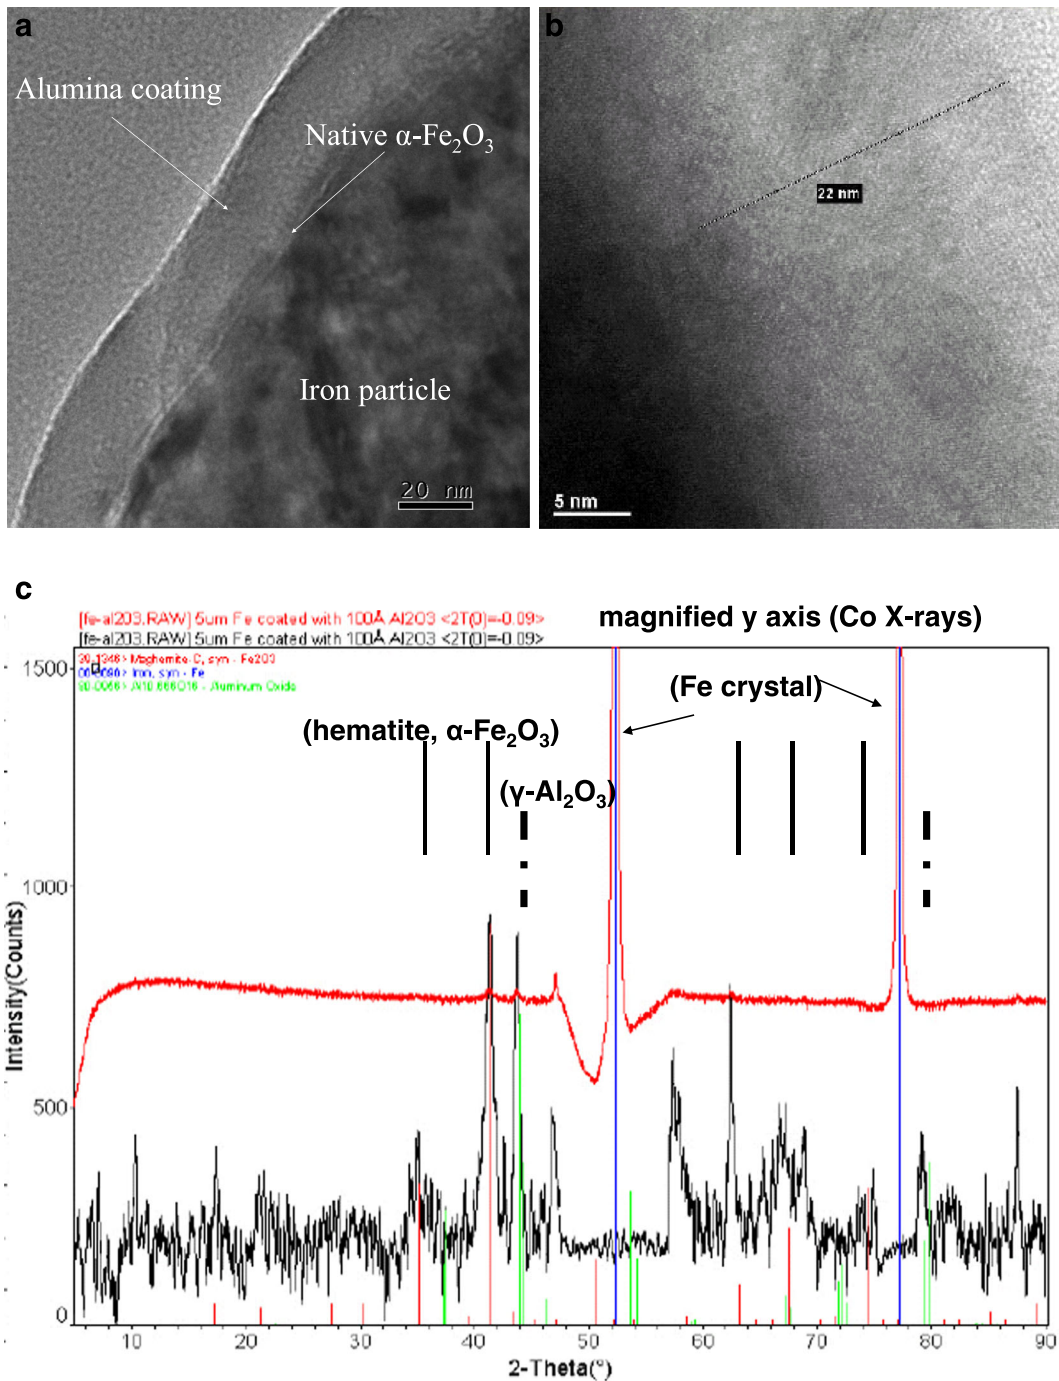 a
Alumina coating
Native α-Fe₂O₃
Iron particle
20 nm
b
22 nm
5 nm
c
[fe-al203.RAW] 5um Fe coated with 100Å Al2O3 <2T(0)=-0.09>
[fe-al203.RAW] 5um Fe coated with 100Å Al2O3 <2T(0)=-0.09>
magnified y axis (Co X-rays)
Maghemite-C, syn - Fe2O3
Iron, syn - Fe
Aluminum Oxide
(Fe crystal)
(hematite, α-Fe₂O₃)
(γ-Al₂O₃)
1500
1000
500
0
Intensity(Counts)
10 20 30 40 50 60 70 80 90
2-Theta(°)